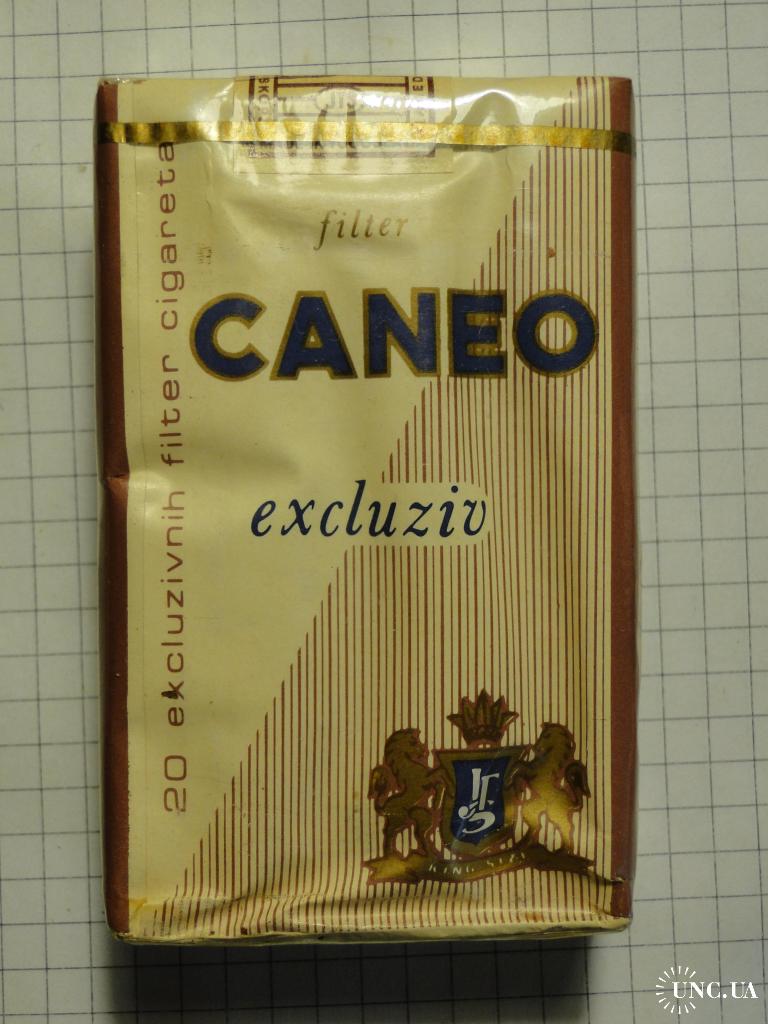 filter
CANEO
excluziv
20 excluzivnih filter cigareta
KING SIZE
UNC.UA